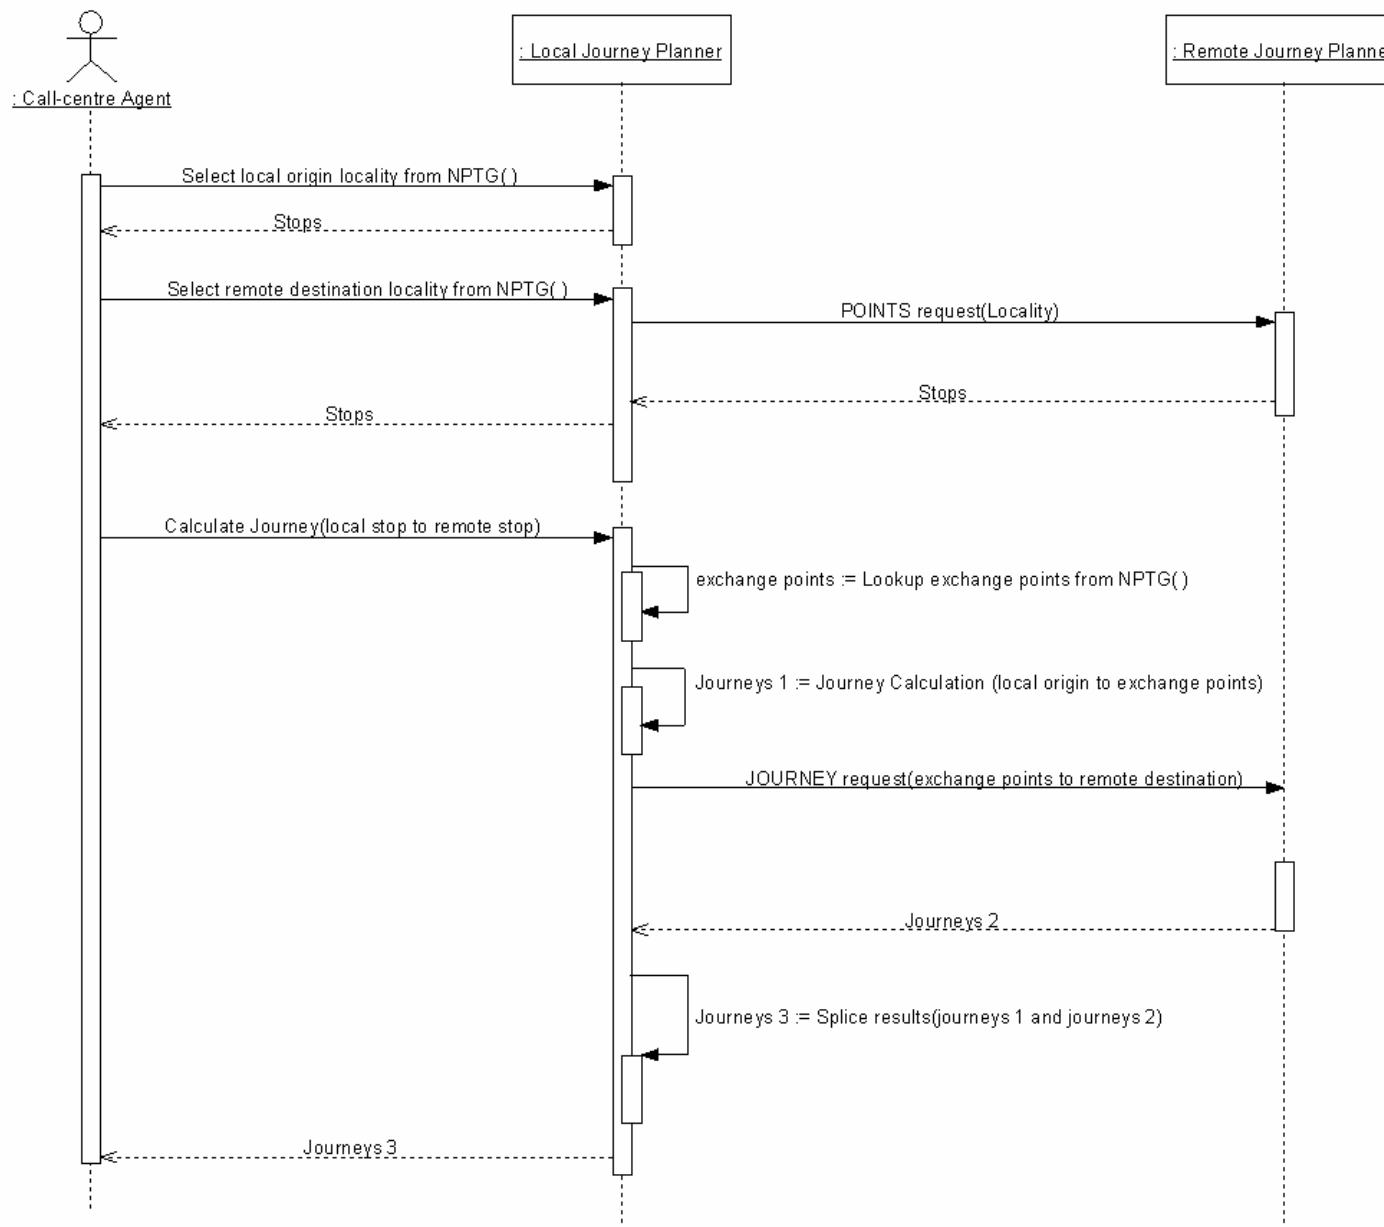 : Call-centre Agent
: Local Journey Planner
: Remote Journey Planne
Select local origin locality from NPTG( )
Stops
Select remote destination locality from NPTG( )
POINTS request(Locality)
Stops
Stops
Calculate Journey(local stop to remote stop)
exchange points := Lookup exchange points from NPTG( )
Journeys 1 := Journey Calculation (local origin to exchange points)
JOURNEY request(exchange points to remote destination)
Journeys 2
Journeys 3 := Splice results(journeys 1 and journeys 2)
Journeys 3